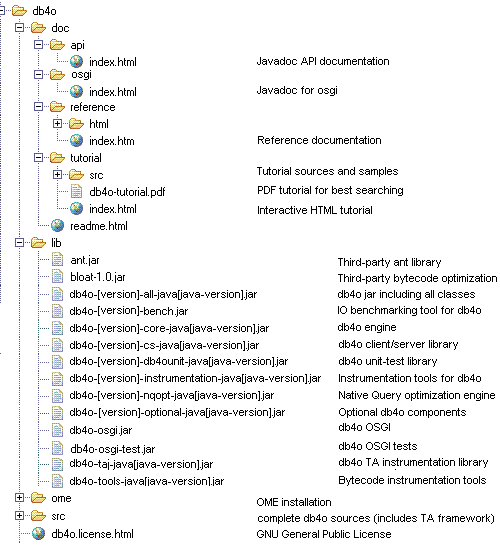 db4o
doc
api
index.html Javadoc API documentation
osgi
index.html Javadoc for osgi
reference
html
index.htm Reference documentation
tutorial
src Tutorial sources and samples
db4o-tutorial.pdf PDF tutorial for best searching
index.html Interactive HTML tutorial
readme.html
lib
ant.jar Third-party ant library
bloat-1.0.jar Third-party bytecode optimization
db4o-[version]-all-java[java-version].jar db4o jar including all classes
db4o-[version]-bench.jar IO benchmarking tool for db4o
db4o-[version]-core-java[java-version].jar db4o engine
db4o-[version]-cs-java[java-version].jar db4o client/server library
db4o-[version]-db4ounit-java[java-version].jar db4o unit-test library
db4o-[version]-instrumentation-java[java-version].jar Instrumentation tools for db4o
db4o-[version]-nqopt-java[java-version].jar Native Query optimization engine
db4o-[version]-optional-java[java-version].jar Optional db4o components
db4o-osgi.jar db4o OSGI
db4o-osgi-test.jar db4o OSGI tests
db4o-taj-java[java-version].jar db4o TA instrumentation library
db4o-tools-java[java-version].jar Bytecode instrumentation tools
ome OME installation
src complete db4o sources (includes TA framework)
db4o.license.html GNU General Public License